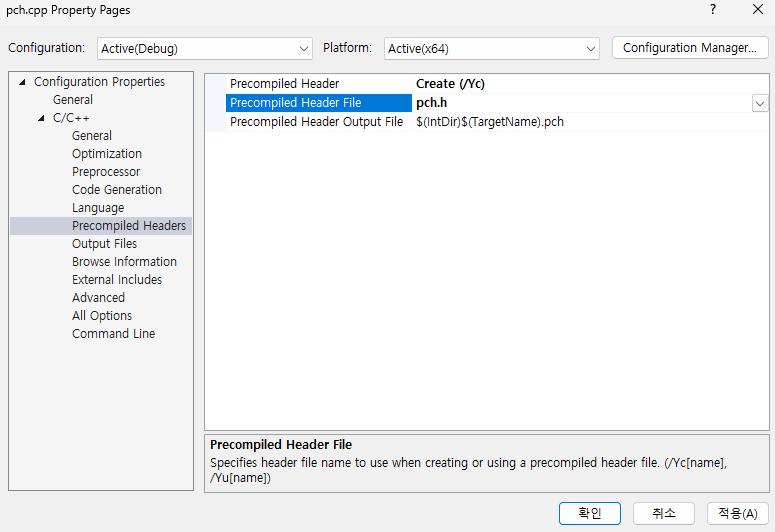 pch.cpp Property Pages
?
Configuration: Active(Debug) Platform: Active(x64) Configuration Manager...
Configuration Properties
General
C/C++
General
Optimization
Preprocessor
Code Generation
Language
Precompiled Headers
Output Files
Browse Information
External Includes
Advanced
All Options
Command Line
Precompiled Header Create (/Yc)
Precompiled Header File pch.h
Precompiled Header Output File $(IntDir)$(TargetName).pch
Precompiled Header File
Specifies header file name to use when creating or using a precompiled header file. (/Yc[name],
/Yu[name])
확인 취소 적용(A)